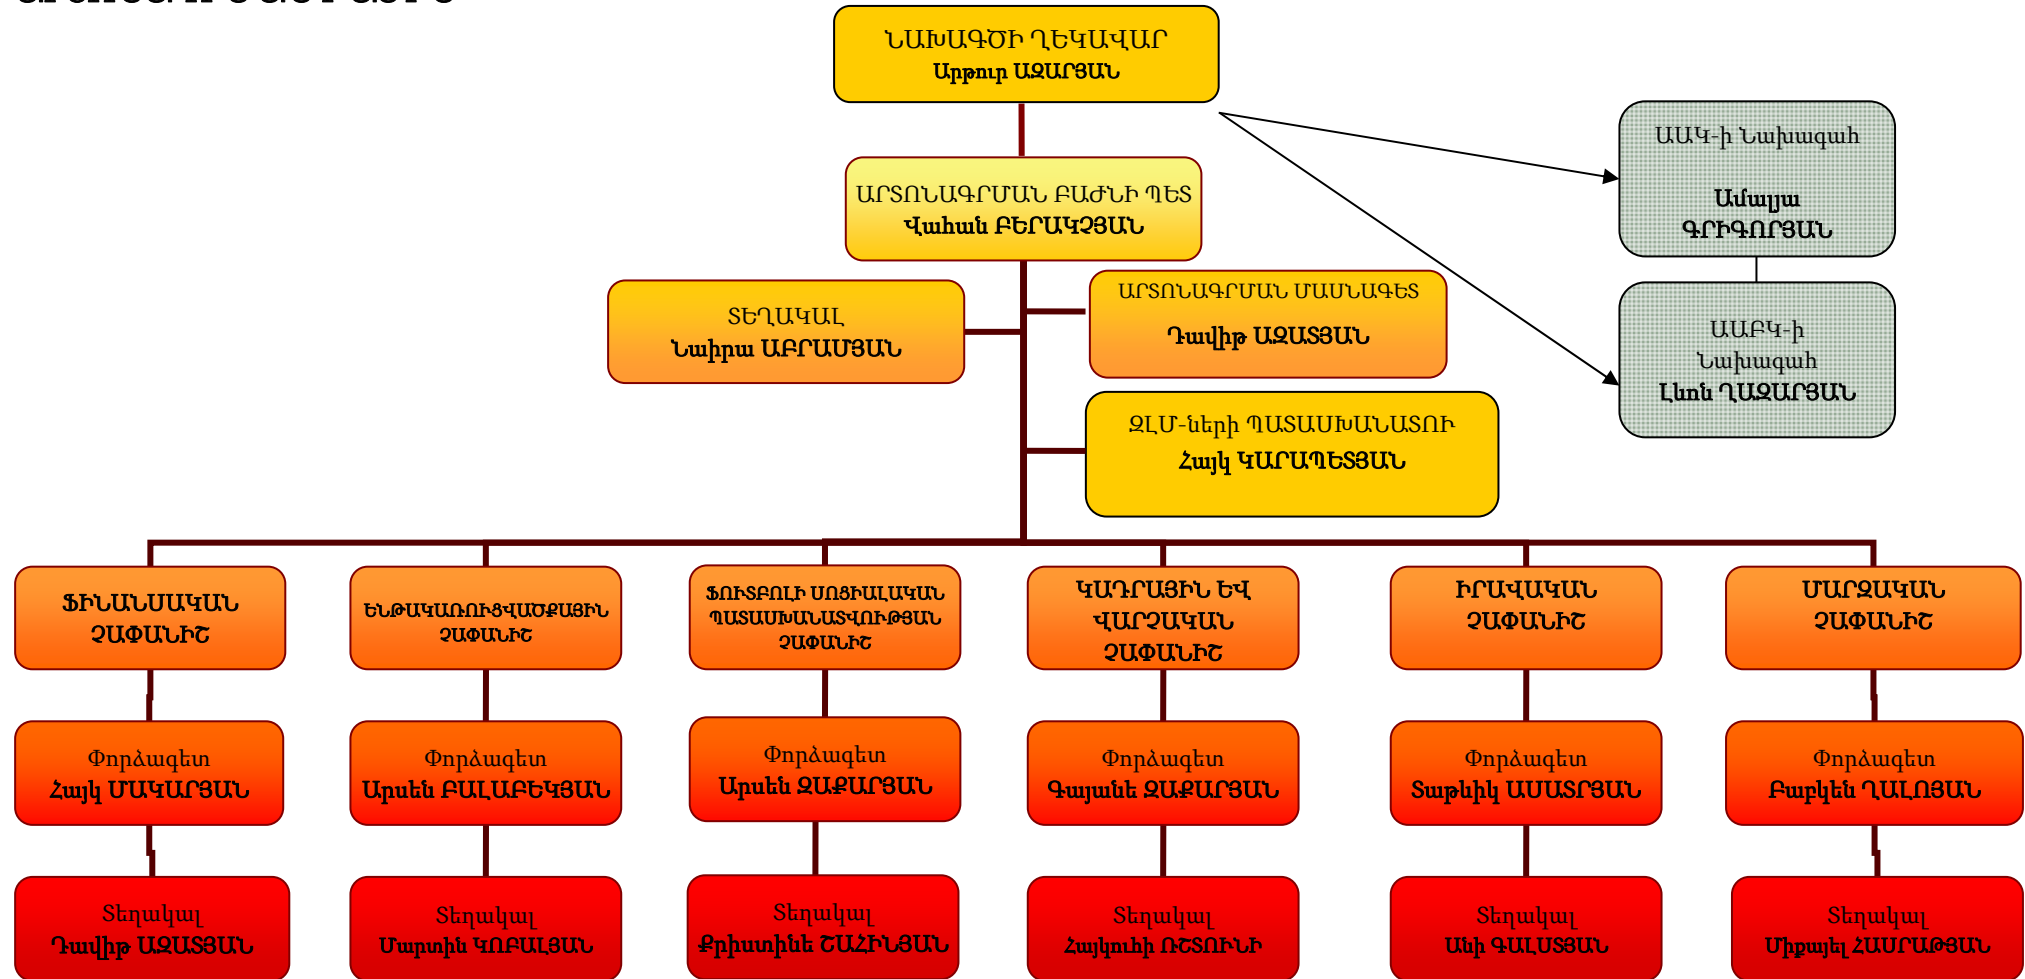 ՆԱԽԱԳԾԻ ՂԵԿԱՎԱՐ
Արթուր ԱԶԱՐՅԱՆ
ԱՐՏՈՆԱԳՐՄԱՆ ԲԱԺՆԻ ՊԵՏ
Վահան ԲԵՐԱԿՉՅԱՆ
ԱԱԿ-ի Նախագահ
Ամալյա
ԳՐԻԳՈՐՅԱՆ
ԱԱԲԿ-ի
Նախագահ
Լևոն ՂԱԶԱՐՅԱՆ
ՏԵՂԱԿԱԼ
Նաիրա ԱԲՐԱՄՅԱՆ
ԱՐՏՈՆԱԳՐՄԱՆ ՄԱՍՆԱԳԵՏ
Դավիթ ԱԶԱՏՅԱՆ
ԶԼՄ-ների ՊԱՏԱՍԽԱՆԱՏՈՒ
Հայկ ԿԱՐԱՊԵՏՅԱՆ
ՖԻՆԱՆՍԱԿԱՆ
ՉԱՓԱՆԻՇ
ԵՆԹԱԿԱՌՈՒՑՎԱԾՔԱՅԻՆ
ՉԱՓԱՆԻՇ
ՖՈՒՏԲՈԼԻ ՍՈՑԻԱԼԱԿԱՆ
ՊԱՏԱՍԽԱՆԱՏՎՈՒԹՅԱՆ
ՉԱՓԱՆԻՇ
ԿԱԴՐԱՅԻՆ ԵՎ
ՎԱՐՉԱԿԱՆ
ՉԱՓԱՆԻՇ
ԻՐԱՎԱԿԱՆ
ՉԱՓԱՆԻՇ
ՄԱՐԶԱԿԱՆ
ՉԱՓԱՆԻՇ
Փորձագետ
Հայկ ՄԱԿԱՐՅԱՆ
Փորձագետ
Արսեն ԲԱԼԱԲԵԿՅԱՆ
Փորձագետ
Արսեն ԶԱՔԱՐՅԱՆ
Փորձագետ
Գայանե ԶԱՔԱՐՅԱՆ
Փորձագետ
Տաթևիկ ԱՍԱՏՐՅԱՆ
Փորձագետ
Բաբկեն ՂԱԼՈՅԱՆ
Տեղակալ
Դավիթ ԱԶԱՏՅԱՆ
Տեղակալ
Մարտին ԿՈԲԱԼՅԱՆ
Տեղակալ
Քրիստինե ՇԱՀԻՆՅԱՆ
Տեղակալ
Հայկուհի ՌՇՏՈՒՆԻ
Տեղակալ
Անի ԳԱԼՍՏՅԱՆ
Տեղակալ
Միքայել ՀԱՍՐԱԹՅԱՆ